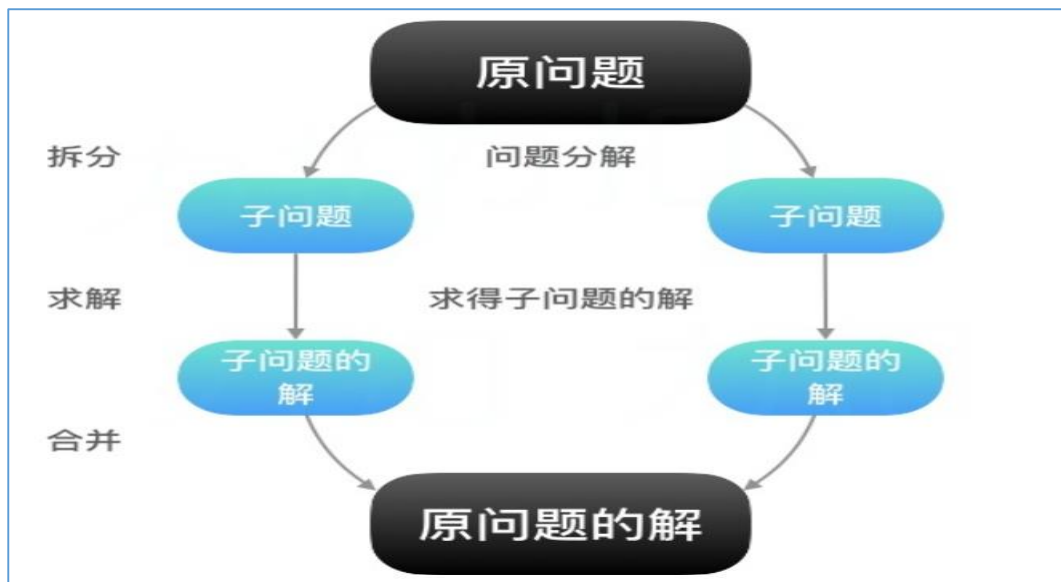 原问题
拆分
问题分解
子问题
子问题
求解
求得子问题的解
子问题的
解
子问题的
解
合并
原问题的解